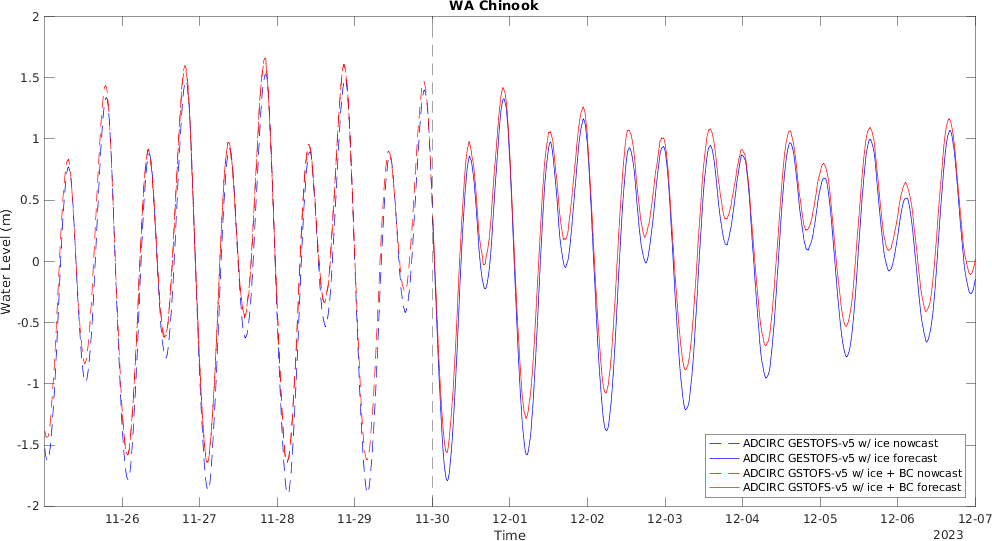 WA Chinook
2
1.5
1
0.5
0
-0.5
-1
-1.5
-2
Water Level (m)
11-26 11-27 11-28 11-29 11-30 12-01 12-02 12-03 12-04 12-05 12-06 12-07
Time
2023
ADCIRC GESTOFS-v5 w/ ice nowcast
ADCIRC GESTOFS-v5 w/ ice forecast
ADCIRC GSTOFS-v5 w/ ice + BC nowcast
ADCIRC GSTOFS-v5 w/ ice + BC forecast